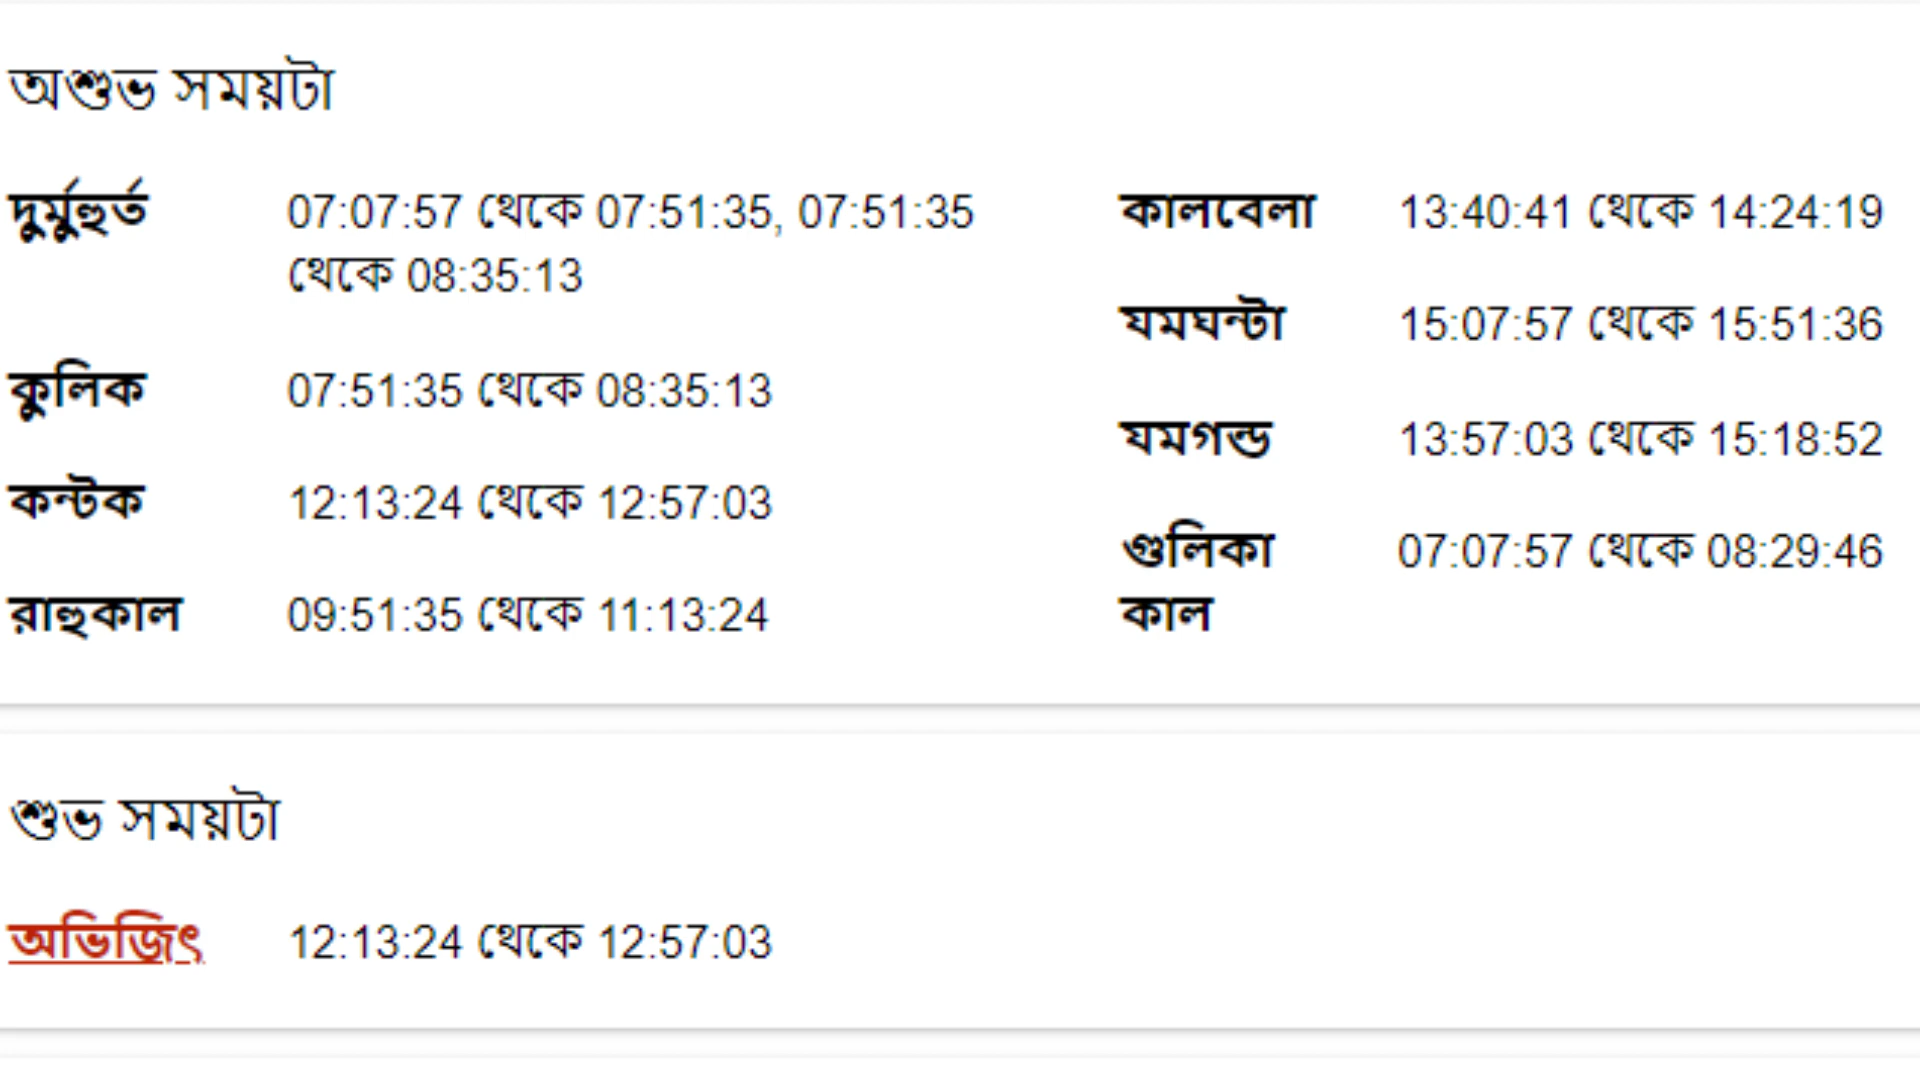 অশুভ সময়টা
দুর্মুহুর্ত 07:07:57 থেকে 07:51:35, 07:51:35
থেকে 08:35:13
কুলিক 07:51:35 থেকে 08:35:13
কন্টক 12:13:24 থেকে 12:57:03
রাহুকাল 09:51:35 থেকে 11:13:24
কালবেলা 13:40:41 থেকে 14:24:19
যমঘন্টা 15:07:57 থেকে 15:51:36
যমগন্ড 13:57:03 থেকে 15:18:52
গুলিকা 07:07:57 থেকে 08:29:46
কাল
শুভ সময়টা
অভিজিৎ 12:13:24 থেকে 12:57:03